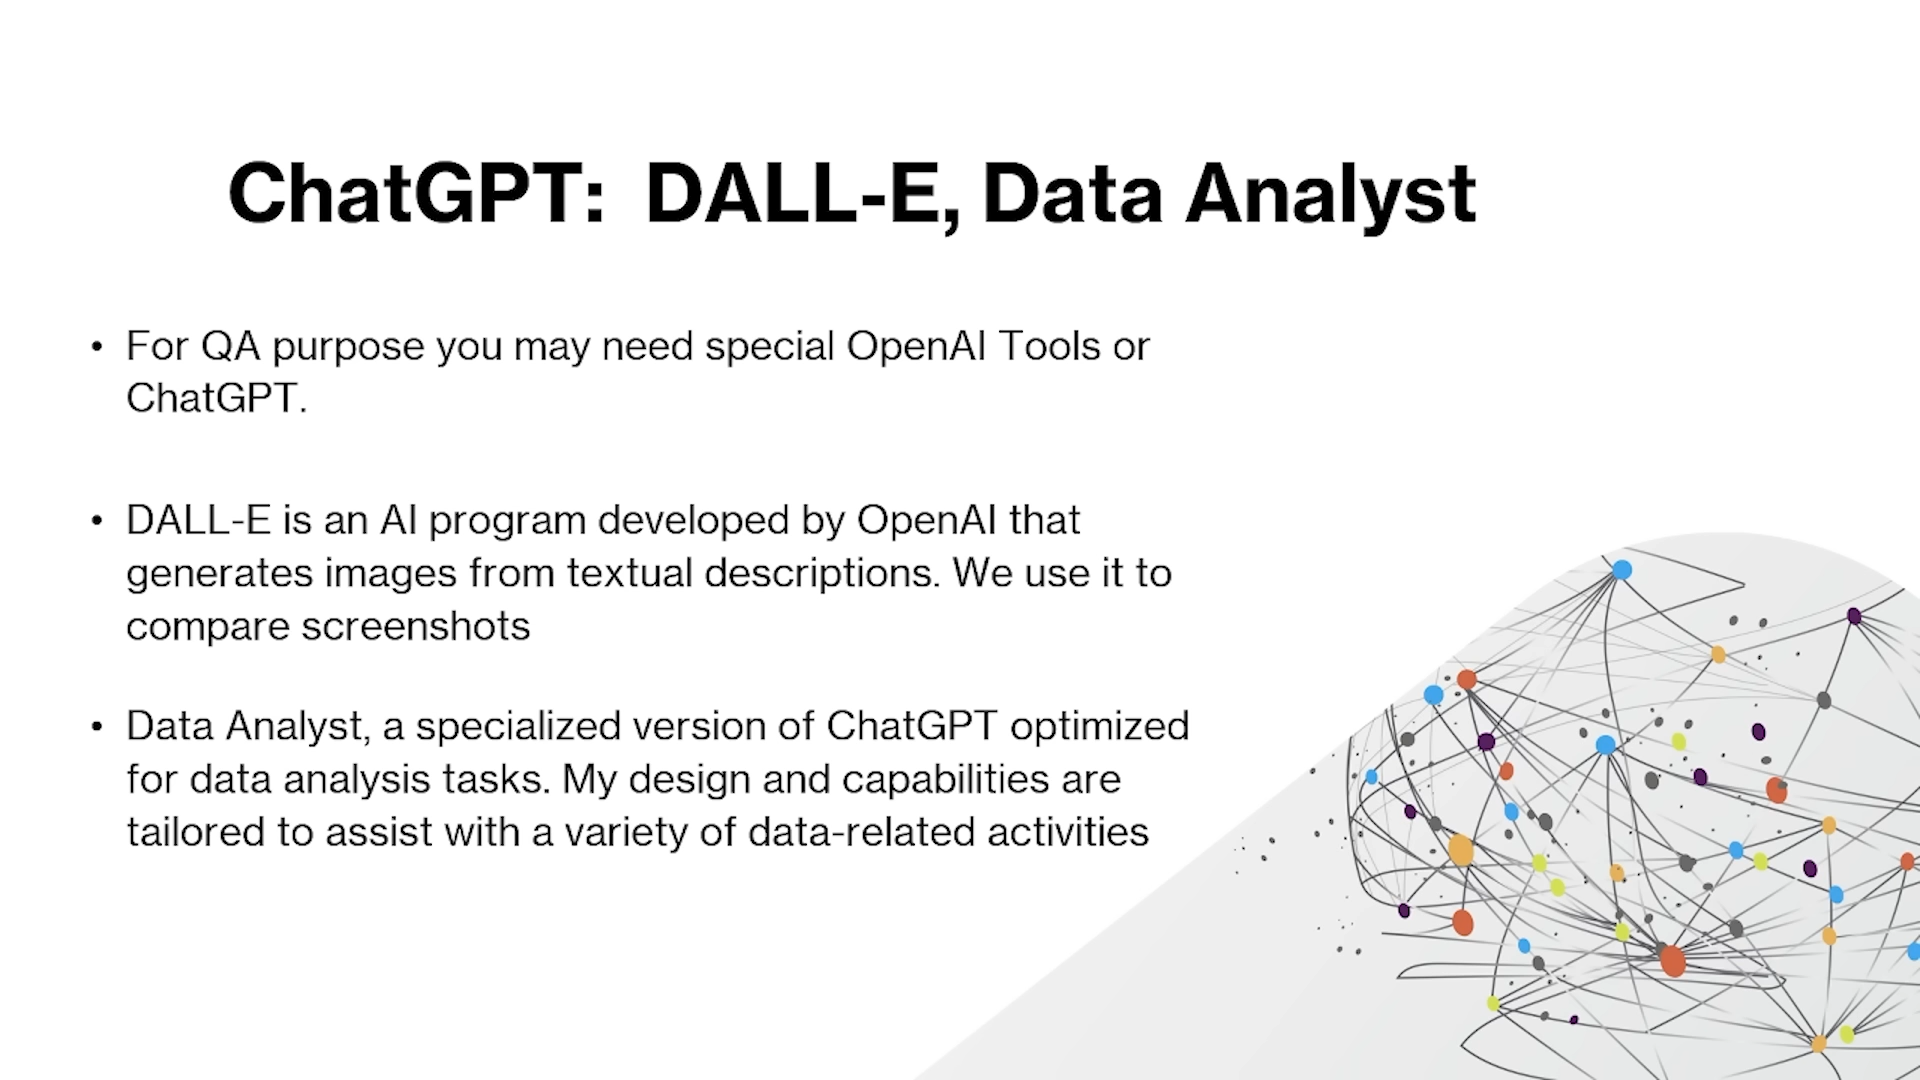 ChatGPT:  DALL-E, Data Analyst
• For QA purpose you may need special OpenAI Tools or
ChatGPT.
• DALL-E is an AI program developed by OpenAI that
generates images from textual descriptions. We use it to
compare screenshots
• Data Analyst, a specialized version of ChatGPT optimized
for data analysis tasks. My design and capabilities are
tailored to assist with a variety of data-related activities